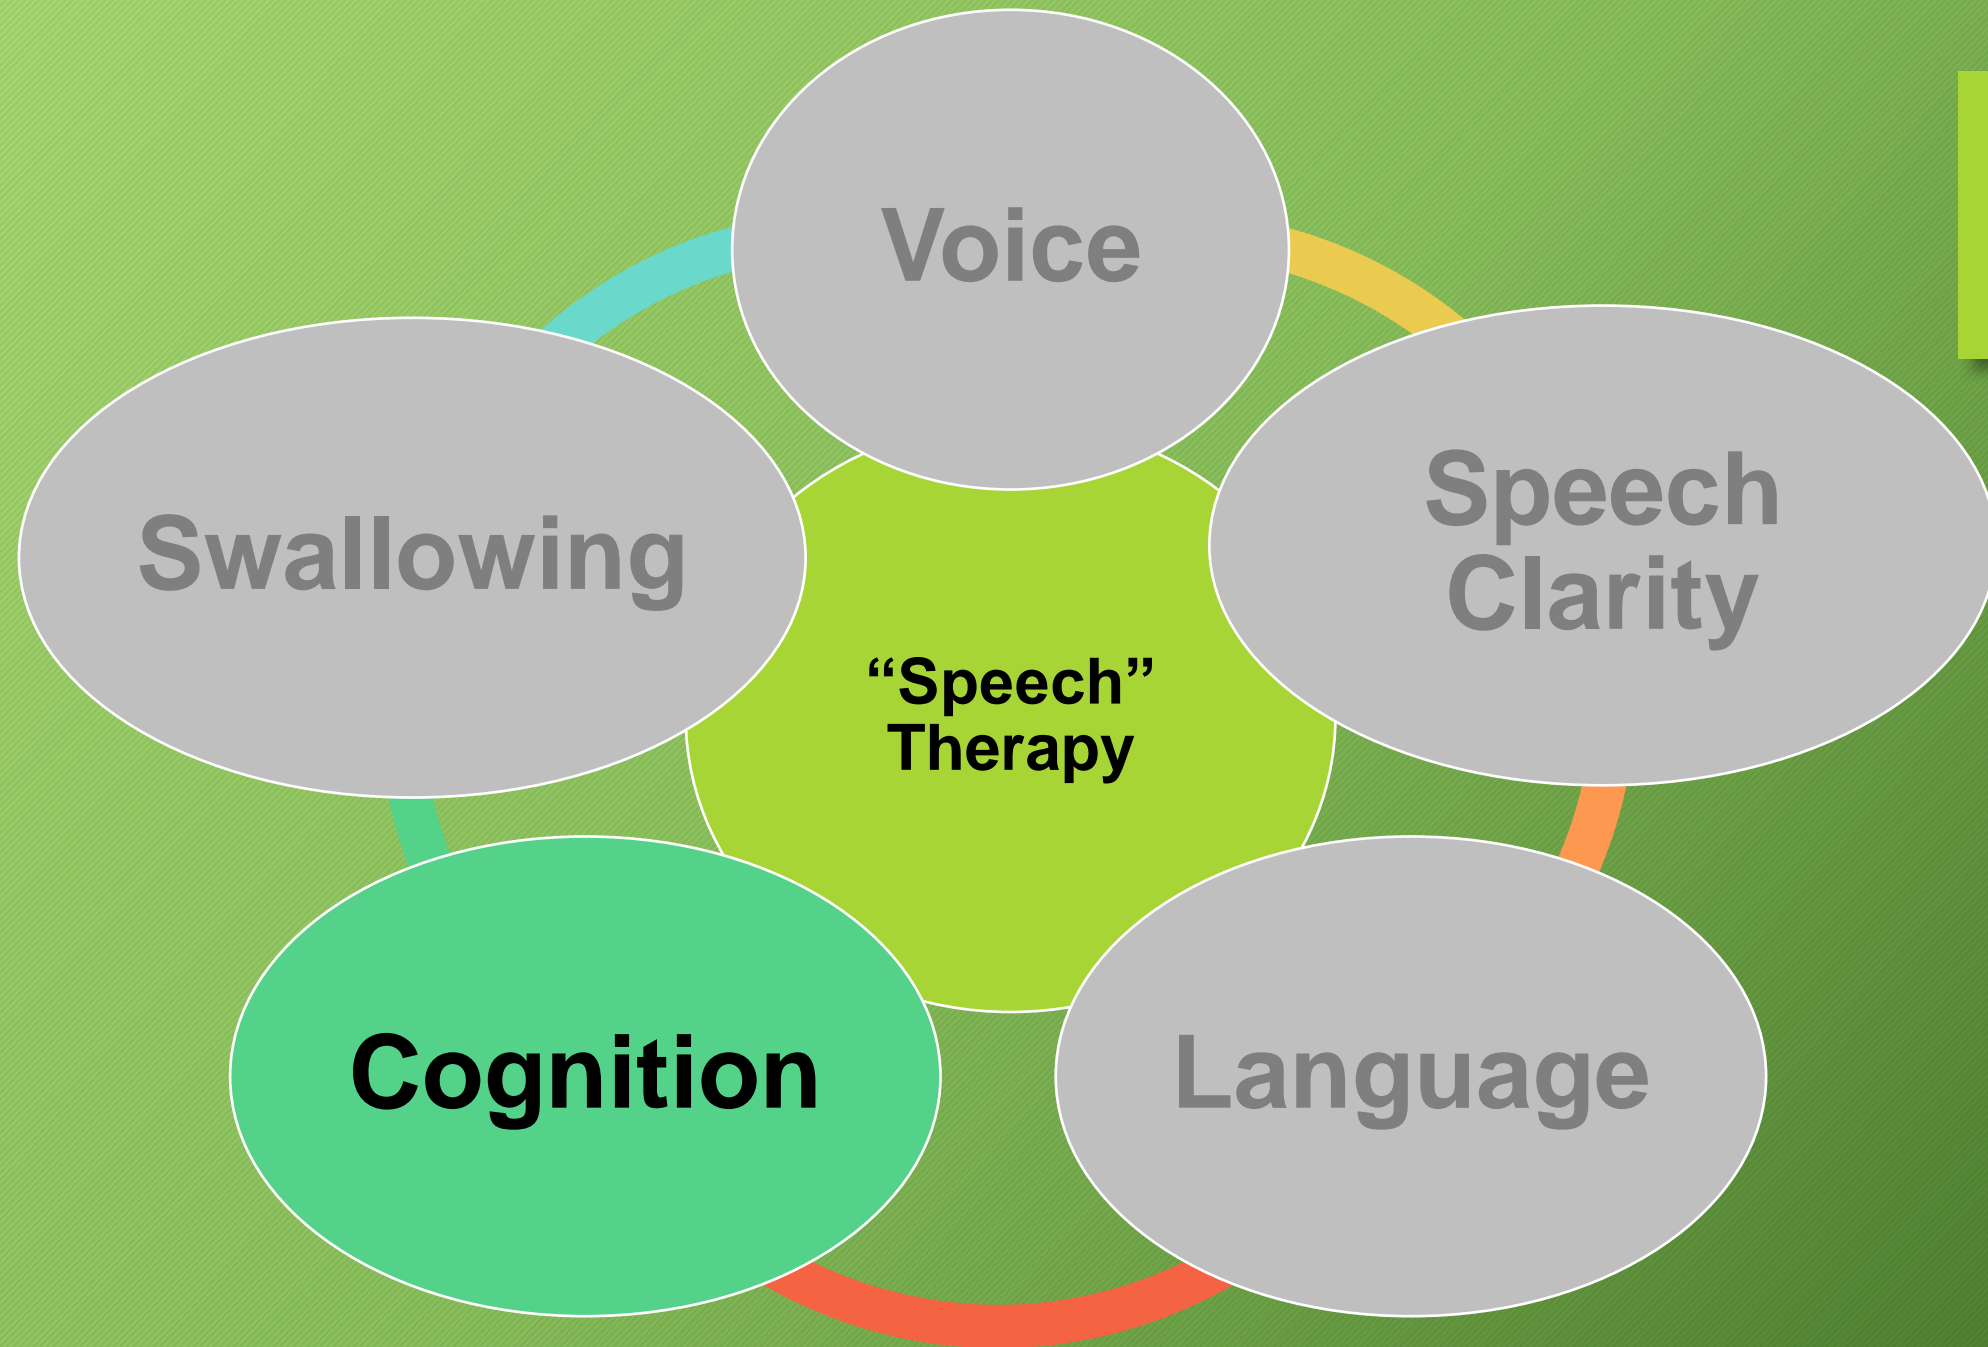 Voice
Speech
Clarity
Swallowing
“Speech”
Therapy
Cognition
Language